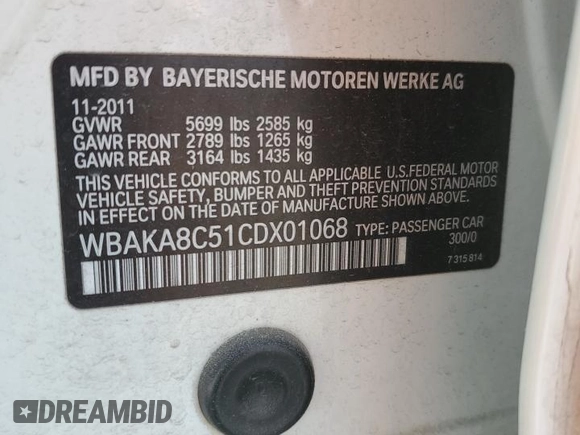 MFD BY BAYERISCHE MOTOREN WERKE AG
11-2011
GVWR 5699 lbs 2585 kg
GAWR FRONT 2789 lbs 1265 kg
GAWR REAR 3164 lbs 1435 kg
THIS VEHICLE CONFORMS TO ALL APPLICABLE U.S.FEDERAL MOTOR
VEHICLE SAFETY, BUMPER AND THEFT PREVENTION STANDARDS
IN EFFECT ON THE DATE OF MANUFACTURE SHOWN ABOVE.
WBAKA8C51CDX01068 TYPE: PASSENGER CAR
300/0
7 315 814
DREAMBID